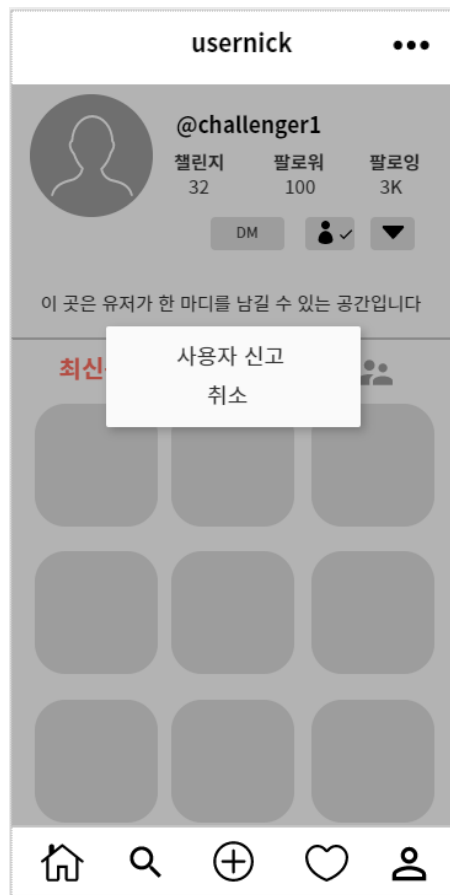 usernick
@challenger1
챌린지 팔로워 팔로잉
32 100 3K
DM
이 곳은 유저가 한 마디를 남길 수 있는 공간입니다
최신
사용자 신고
취소